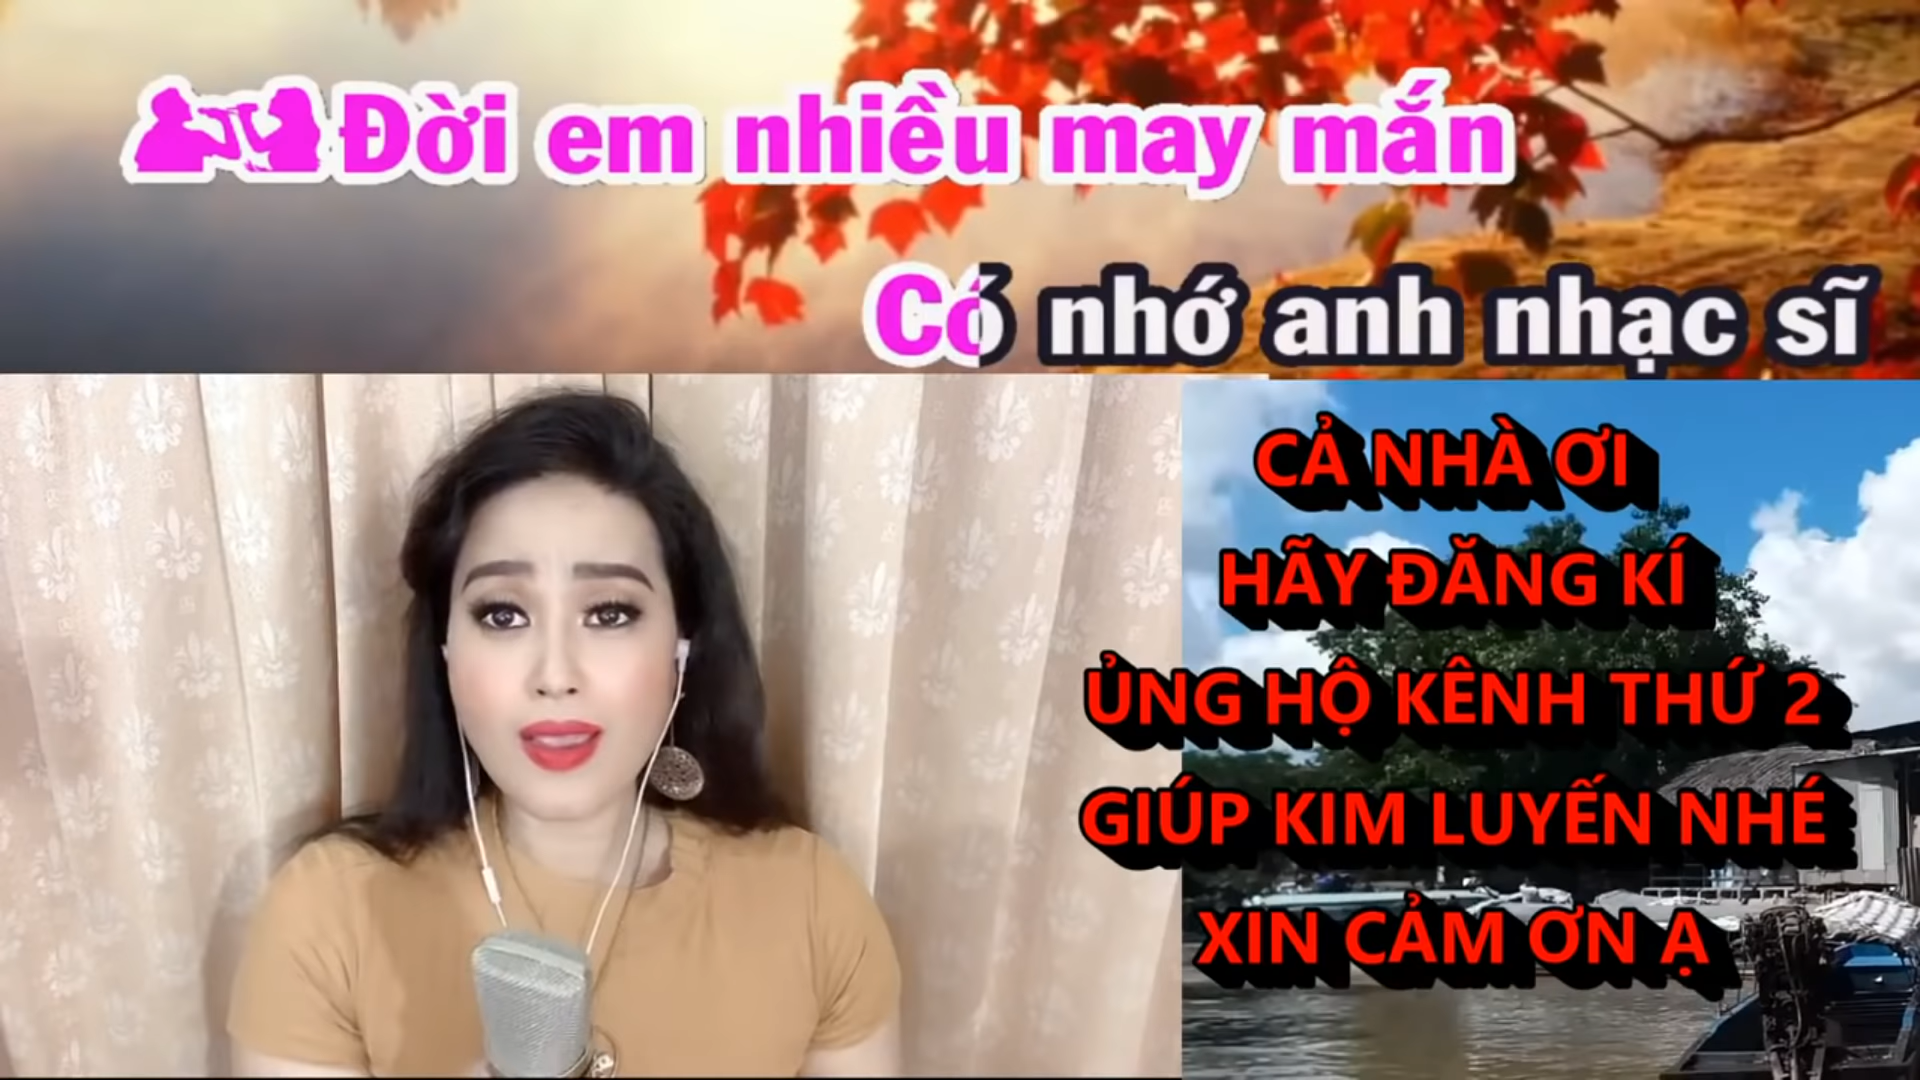 Đời em nhiều may mắn
Có nhớ anh nhạc sĩ
CẢ NHÀ ƠI
HÃY ĐĂNG KÍ
ỦNG HỘ KÊNH THỨ 2
GIÚP KIM LUYẾN NHÉ
XIN CẢM ƠN Ạ